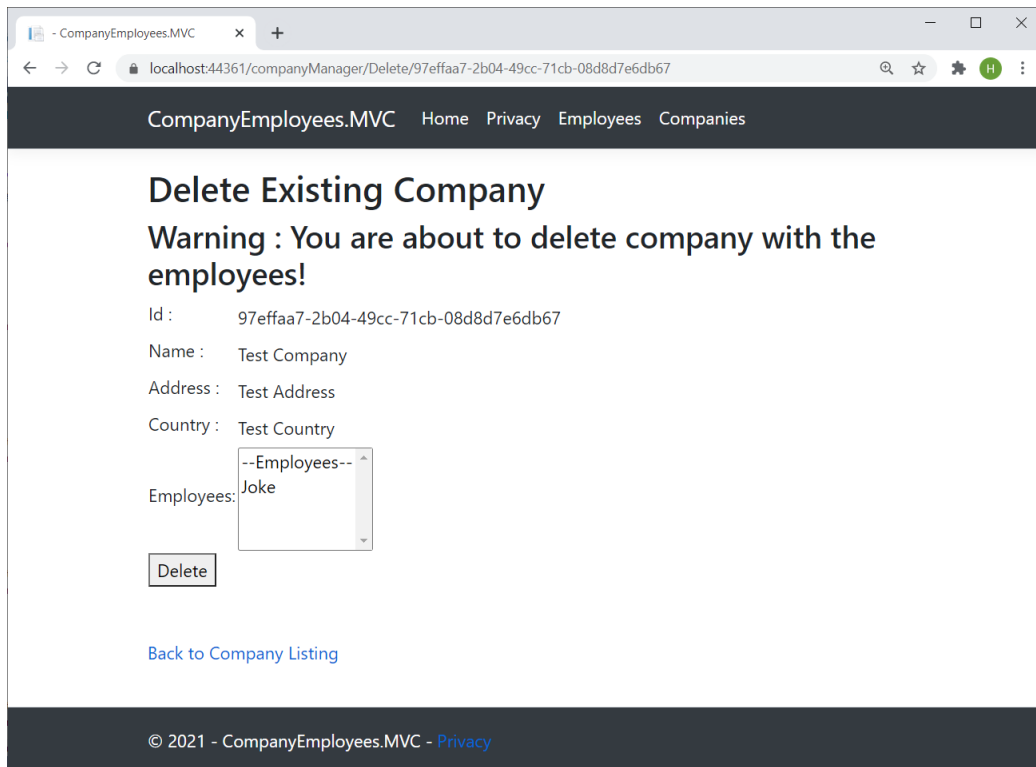 - CompanyEmployees.MVC
localhost:44361/companyManager/Delete/97effaa7-2b04-49cc-71cb-08d8d7e6db67
H
CompanyEmployees.MVC Home Privacy Employees Companies
Delete Existing Company
Warning : You are about to delete company with the
employees!
Id : 97effaa7-2b04-49cc-71cb-08d8d7e6db67
Name : Test Company
Address : Test Address
Country : Test Country
--Employees--
Joke
Employees:
Delete
Back to Company Listing
© 2021 - CompanyEmployees.MVC - Privacy